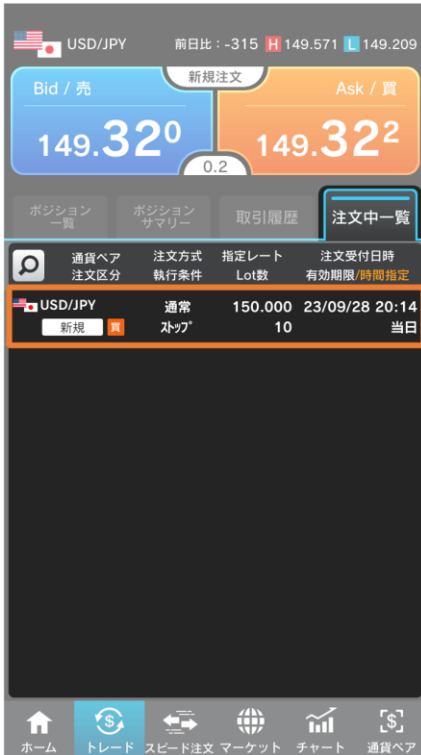 USD/JPY 前日比：-315 H 149.571 L 149.209
新規注文
Bid / 売 Ask / 買
149.320 149.322
0.2
ポジション
一覧
ポジション
サマリー
取引履歴
注文中一覧
通貨ペア 注文方式 指定レート 注文受付日時
注文区分 執行条件 Lot数 有効期限/時間指定
USD/JPY 通常 150.000 23/09/28 20:14
新規 買 ストップ 10 当日
ホーム トレード スピード注文 マーケット チャート 通貨ペア